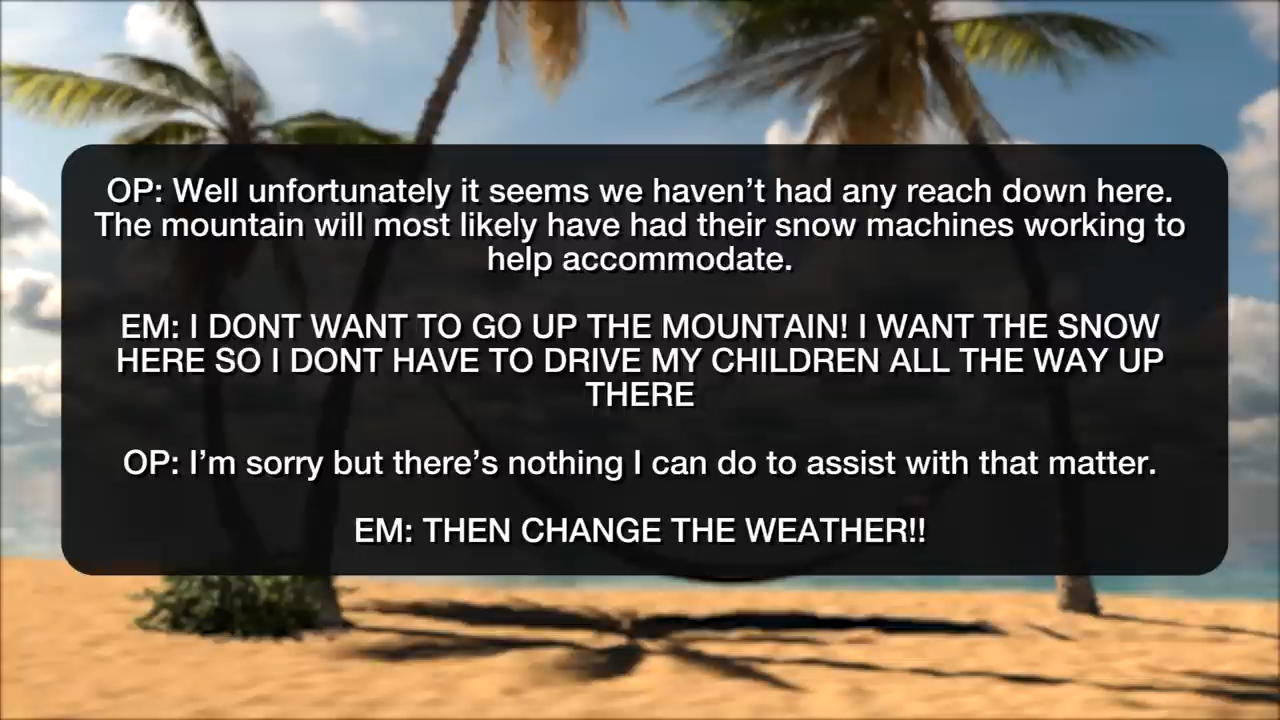 OP: Well unfortunately it seems we haven’t had any reach down here.
The mountain will most likely have had their snow machines working to
help accommodate.
EM: I DONT WANT TO GO UP THE MOUNTAIN! I WANT THE SNOW
HERE SO I DONT HAVE TO DRIVE MY CHILDREN ALL THE WAY UP
THERE
OP: I’m sorry but there’s nothing I can do to assist with that matter.
EM: THEN CHANGE THE WEATHER!!